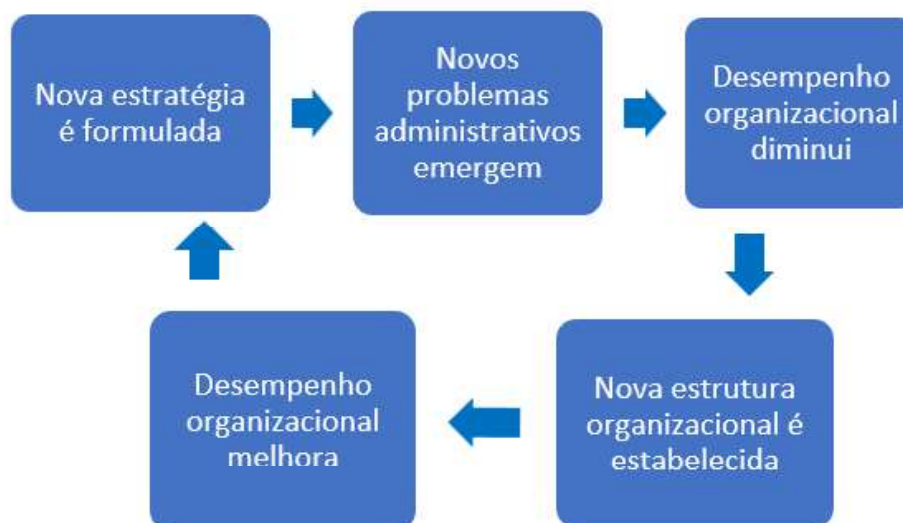 Nova estratégia
é formulada
Novos
problemas
administrativos
emergem
Desempenho
organizacional
diminui
Nova estrutura
organizacional é
estabelecida
Desempenho
organizacional
melhora